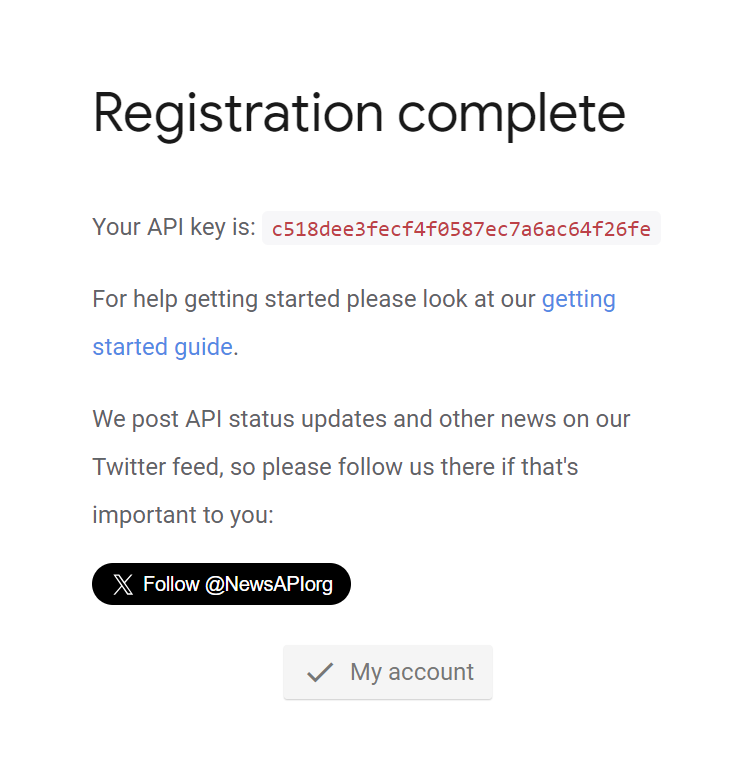 Registration complete
Your API key is: c518dee3fecf4f0587ec7a6ac64f26fe
For help getting started please look at our getting
started guide.
We post API status updates and other news on our
Twitter feed, so please follow us there if that's
important to you:
Follow @NewsAPIorg
My account